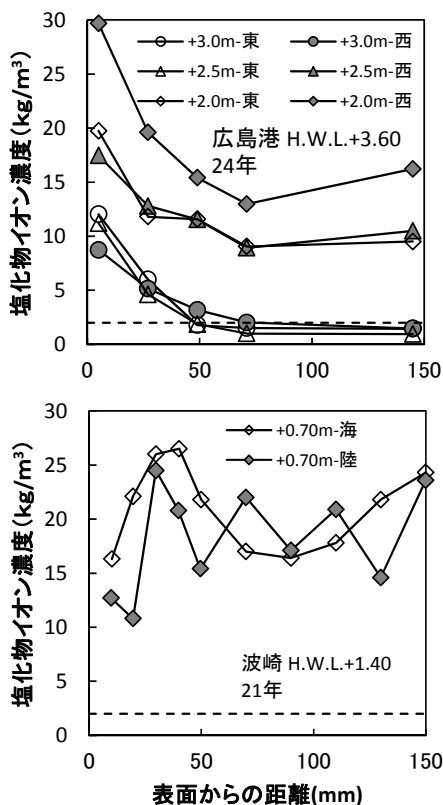 30
25
20
15
10
5
0
塩化物イオン濃度(kg/m³)
+3.0m-東 +3.0m-西
+2.5m-東 +2.5m-西
+2.0m-東 +2.0m-西
広島港 H.W.L.+3.60
24年
0 50 100 150
30
25
20
15
10
5
0
塩化物イオン濃度(kg/m³)
+0.70m-海
+0.70m-陸
波崎 H.W.L.+1.40
21年
0 50 100 150
表面からの距離(mm)